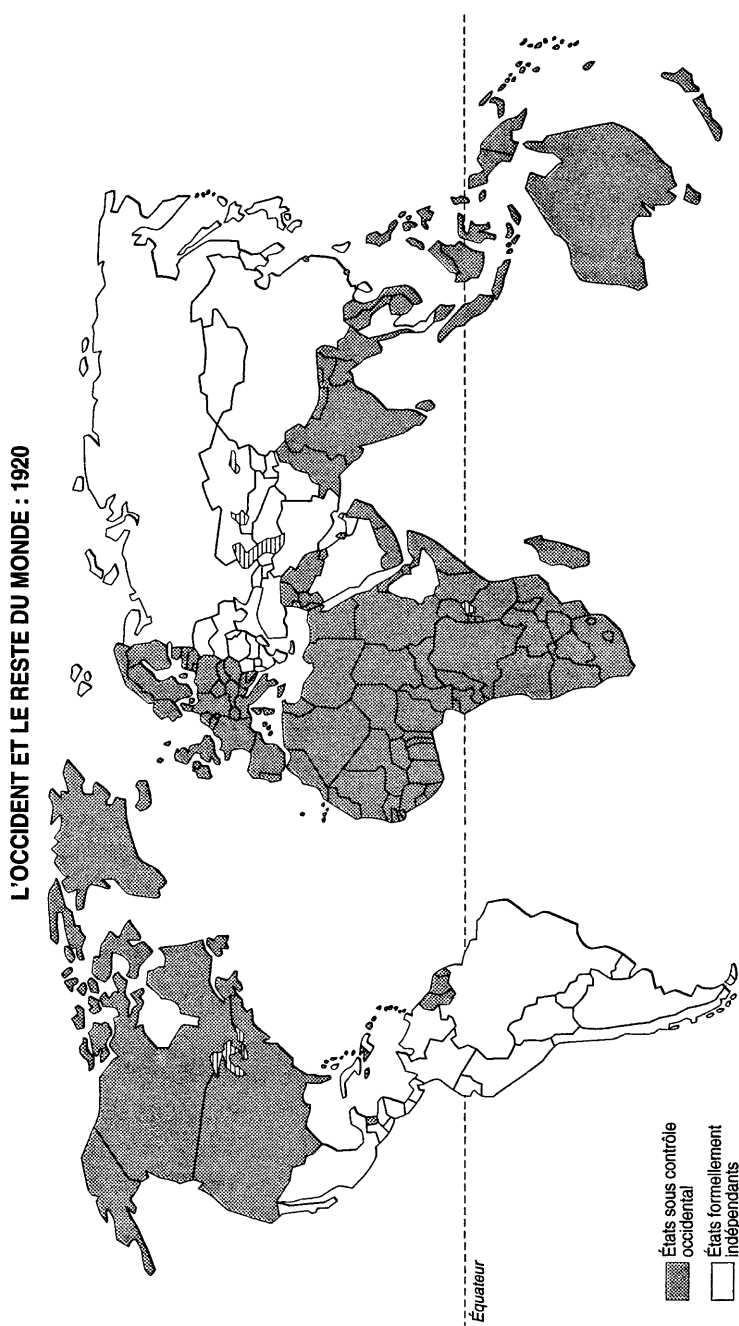 L'OCCIDENT ET LE RESTE DU MONDE : 1920
Équateur
États sous contrôle
occidental
États formellement
indépendants